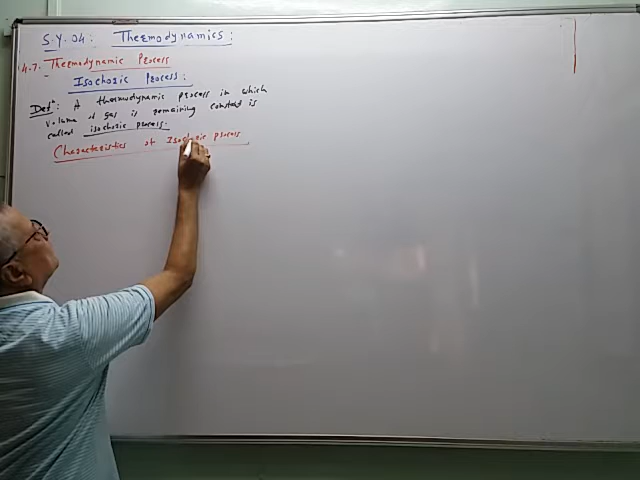 S.Y. 04: Thermodynamics:
4.7. Thermodynamic Process
Isochoric Process:
Defⁿ: A thermodynamic process in which
volume of gas is remaining constant is
called isochoric process.
Characteristics of Isochoric process